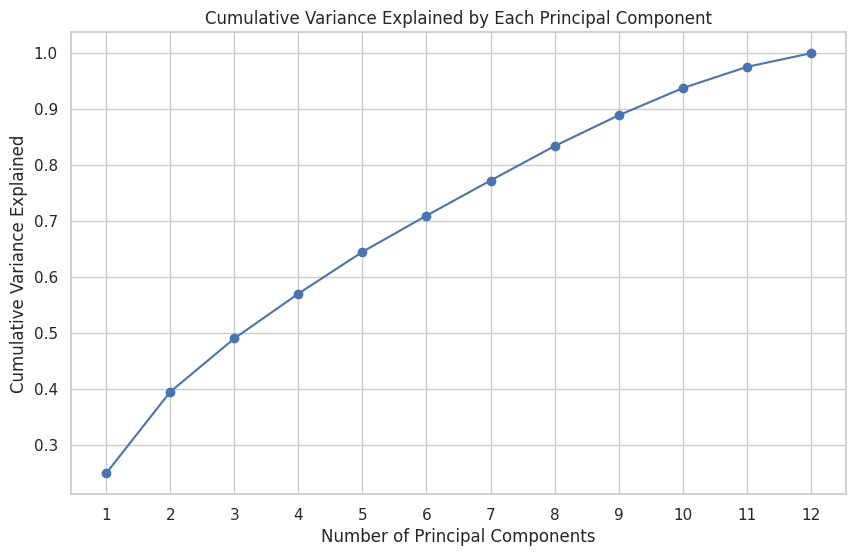 Cumulative Variance Explained by Each Principal Component
Cumulative Variance Explained
1.0
0.9
0.8
0.7
0.6
0.5
0.4
0.3
1 2 3 4 5 6 7 8 9 10 11 12
Number of Principal Components